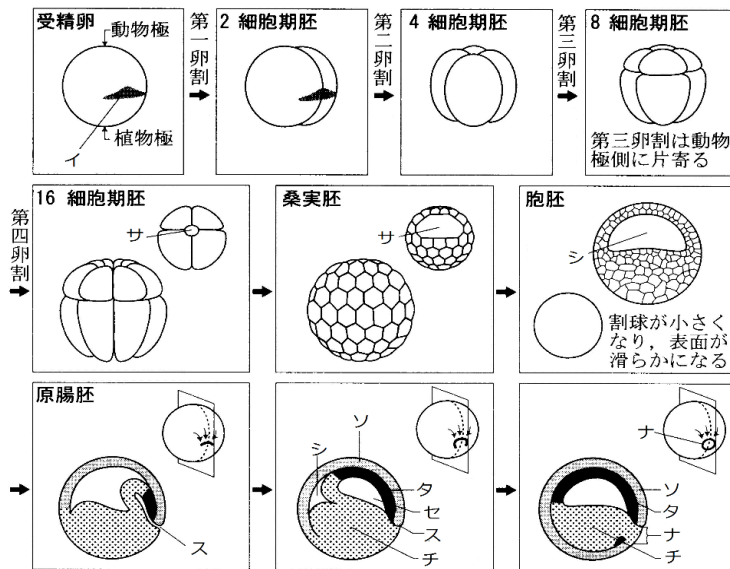 受精卵
動物極
植物極
イ
第一卵割
2 細胞期胚
第二卵割
4 細胞期胚
第三卵割
8 細胞期胚
第三卵割は動物
極側に片寄る
第四卵割
16 細胞期胚
サ
桑実胚
サ
胞胚
シ
割球が小さく
なり，表面が
滑らかになる
原腸胚
ス
シ
ソ
タ
セ
ス
チ
ナ
ソ
タ
ナ
チ